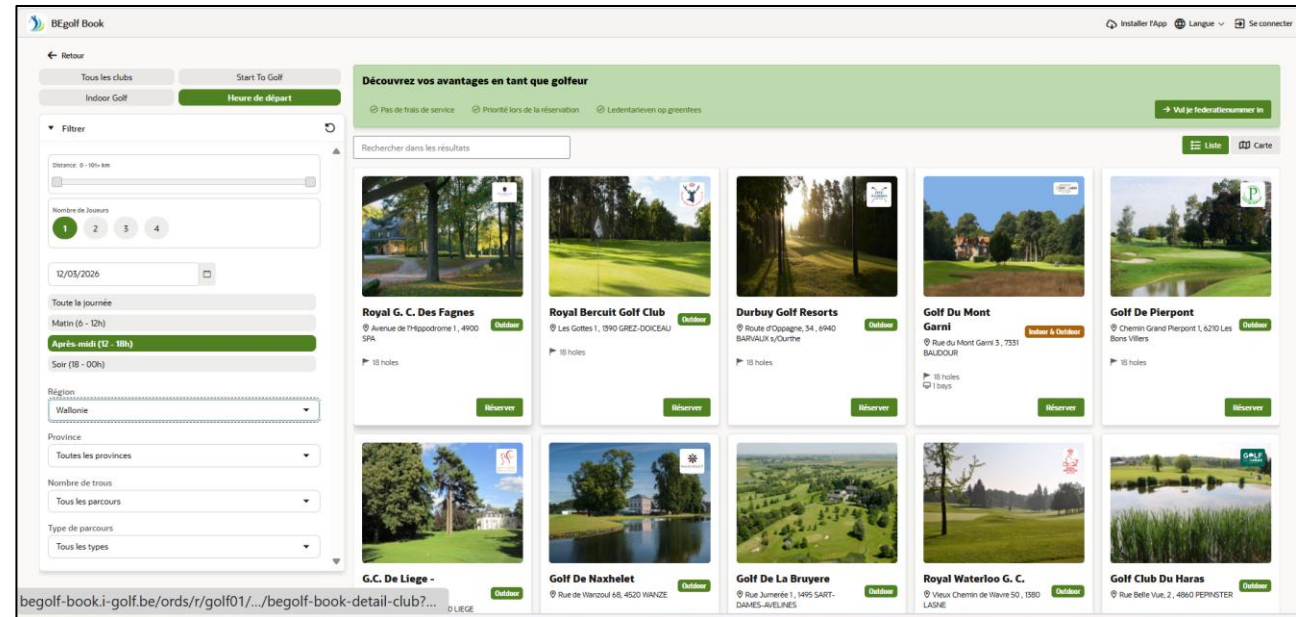 BEgolf Book
Installer l'App
Langue
Se connecter
Retour
Tous les clubs
Start To Golf
Indoor Golf
Heure de départ
Filtrer
Distance: 0 - 101+ km
Nombre de Joueurs
1 2 3 4
12/03/2026
Toute la journée
Matin (6 - 12h)
Après-midi (12 - 18h)
Soir (18 - 00h)
Région
Wallonie
Province
Toutes les provinces
Nombre de trous
Tous les parcours
Type de parcours
Tous les types
begolf-book.i-golf.be/ords/r/golf01/.../begolf-book-detail-club?...
Découvrez vos avantages en tant que golfeur
Pas de frais de service
Priorité lors de la réservation
Ledentarieven op greenfees
Vul je federatienummer in
Rechercher dans les résultats
Liste
Carte
Royal G. C. Des Fagnes
Avenue de l'Hippodrome 1 , 4900
SPA
Outdoor
18 holes
Réserver
Royal Bercuit Golf Club
Les Gottes 1 , 1390 GREZ-DOICEAU
Outdoor
18 holes
Réserver
Durbuy Golf Resorts
Route d'Oppagne, 34 , 6940
BARVAUX s/Ourthe
Outdoor
18 holes
Réserver
Golf Du Mont
Garni
Rue du Mont Garni 3 , 7331
BAUDOUR
Indoor & Outdoor
18 holes
1 bays
Réserver
P
Golf De Pierpont
Chemin Grand Pierpont 1, 6210 Les
Bons Villers
Outdoor
18 holes
Réserver
G.C. De Liege -
Outdoor
O LIEGE
Golf De Naxhelet
Rue de Wanzoul 68, 4520 WANZE
Outdoor
Golf De La Bruyere
Rue Jumerée 1 , 1495 SART-
DAMES-AVELINES
Outdoor
Royal Waterloo G. C.
Vieux Chemin de Wavre 50 , 1380
LASNE
Outdoor
GOLF
Golf Club Du Haras
Rue Belle Vue, 2 , 4860 PEPINSTER
Outdoor